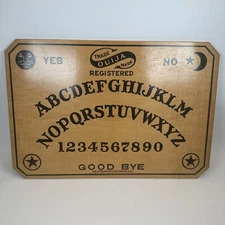 YES
TRADE OUIJA MARK
NO
REGISTERED
ABCDEFGHIJKLM
NOPQRSTUVWXYZ
1234567890
GOOD BYE